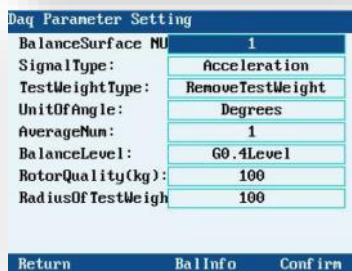 Daq Parameter Setting
BalanceSurface NU 1
SignalType: Acceleration
TestWeightType: RemoveTestWeight
UnitOfAngle: Degrees
AverageNum: 1
BalanceLevel: G0.4Level
RotorQuality(kg): 100
RadiusOfTestWeigh 100
Return BalInfo Confirm